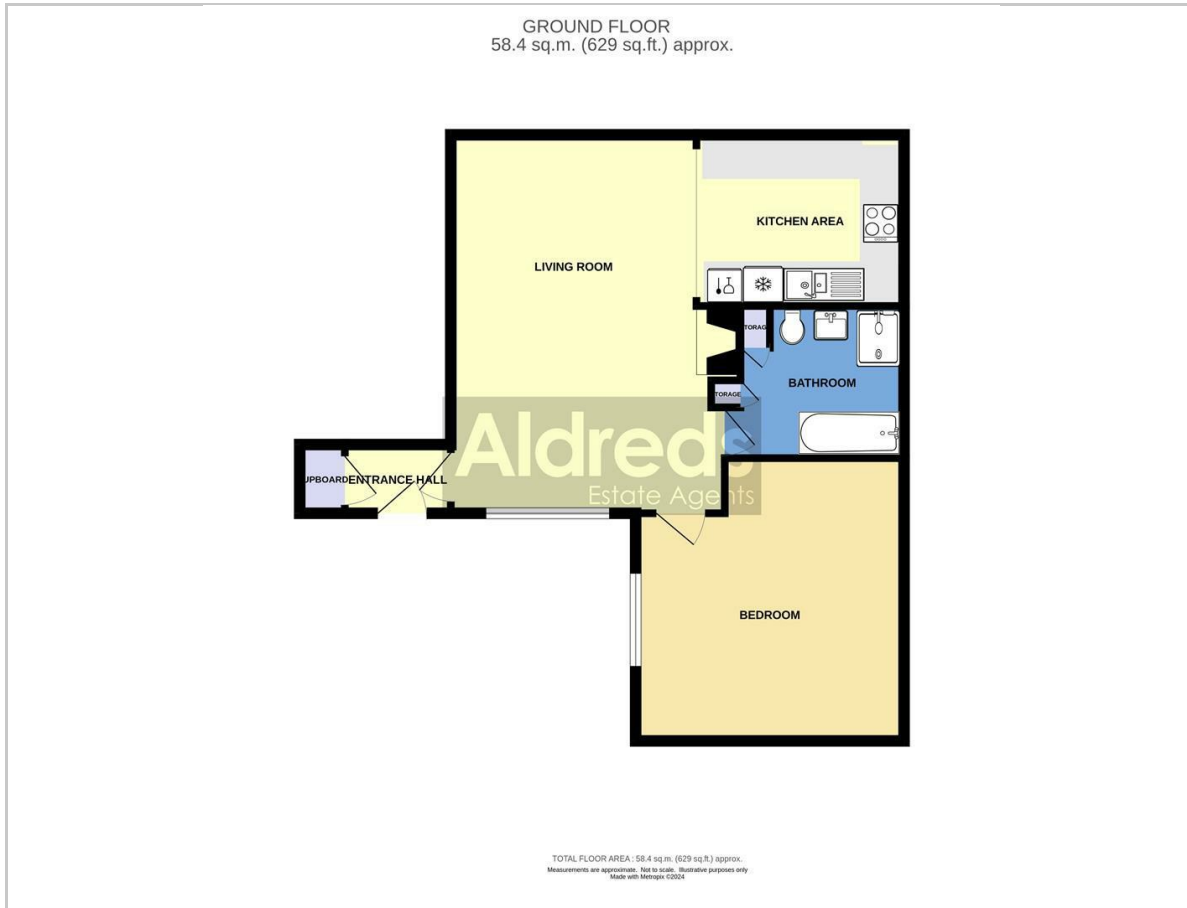 GROUND FLOOR
58.4 sq.m. (629 sq.ft.) approx.
KITCHEN AREA
LIVING ROOM
TORAG
BATHROOM
TORAGE
Aldreds
Estate Agents
UPBOARD
ENTRANCE HALL
BEDROOM
TOTAL FLOOR AREA : 58.4 sq.m. (629 sq.ft.) approx.
Measurements are approximate. Not to scale. Illustrative purposes only
Made with Metropix ©2024